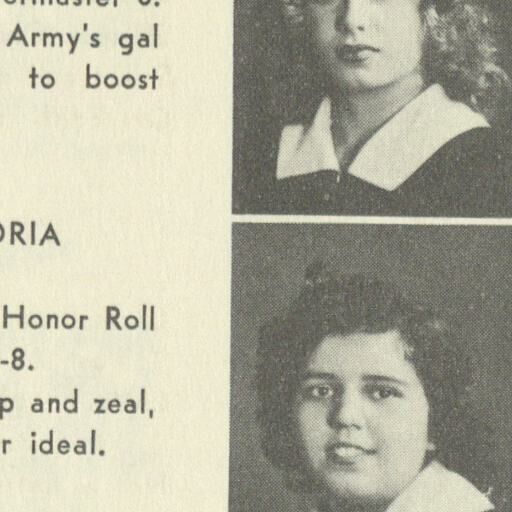 Army's gal
to boost
ORIA
Honor Roll
-8.
p and zeal,
r ideal.